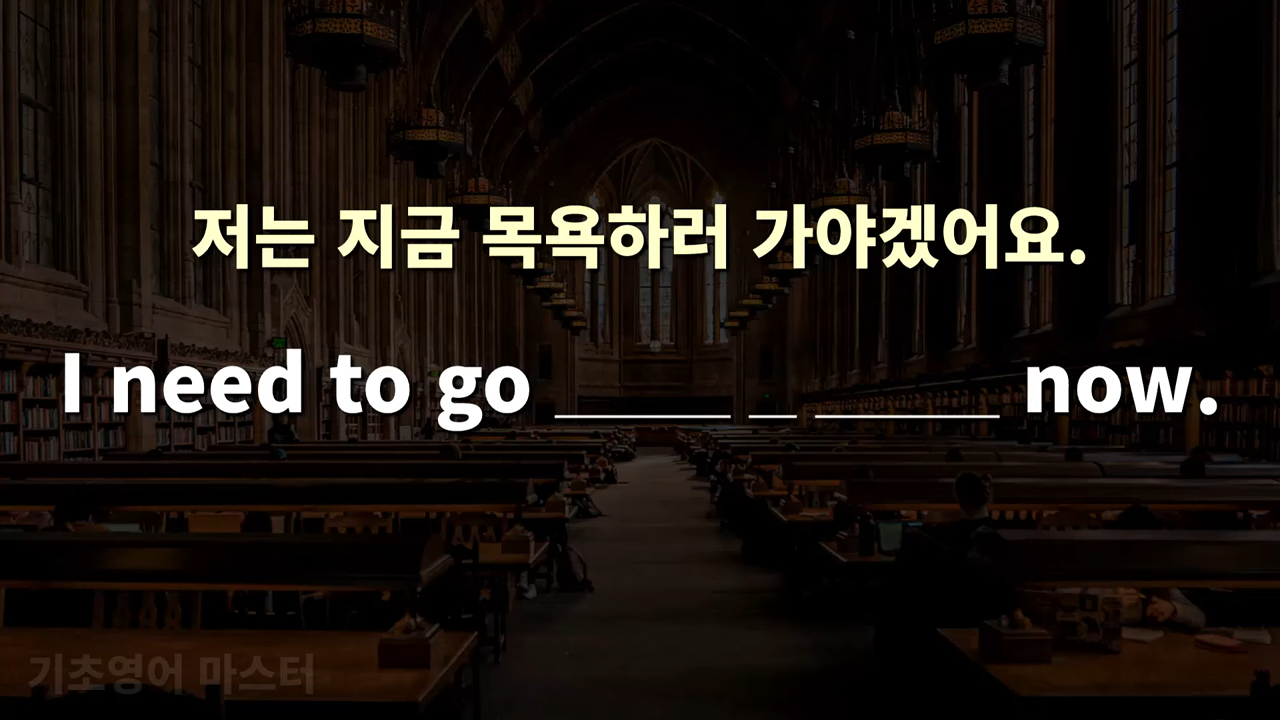 저는 지금 목욕하러 가야겠어요.
I need to go _____ _ _____ now.
기초영어 마스터